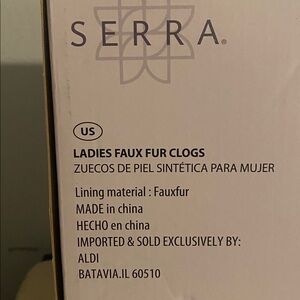 SERRA®
US
LADIES FAUX FUR CLOGS
ZUECOS DE PIEL SINTÉTICA PARA MUJER
Lining material : Fauxfur
MADE in china
HECHO en china
IMPORTED & SOLD EXCLUSIVELY BY:
ALDI
BATAVIA.IL 60510